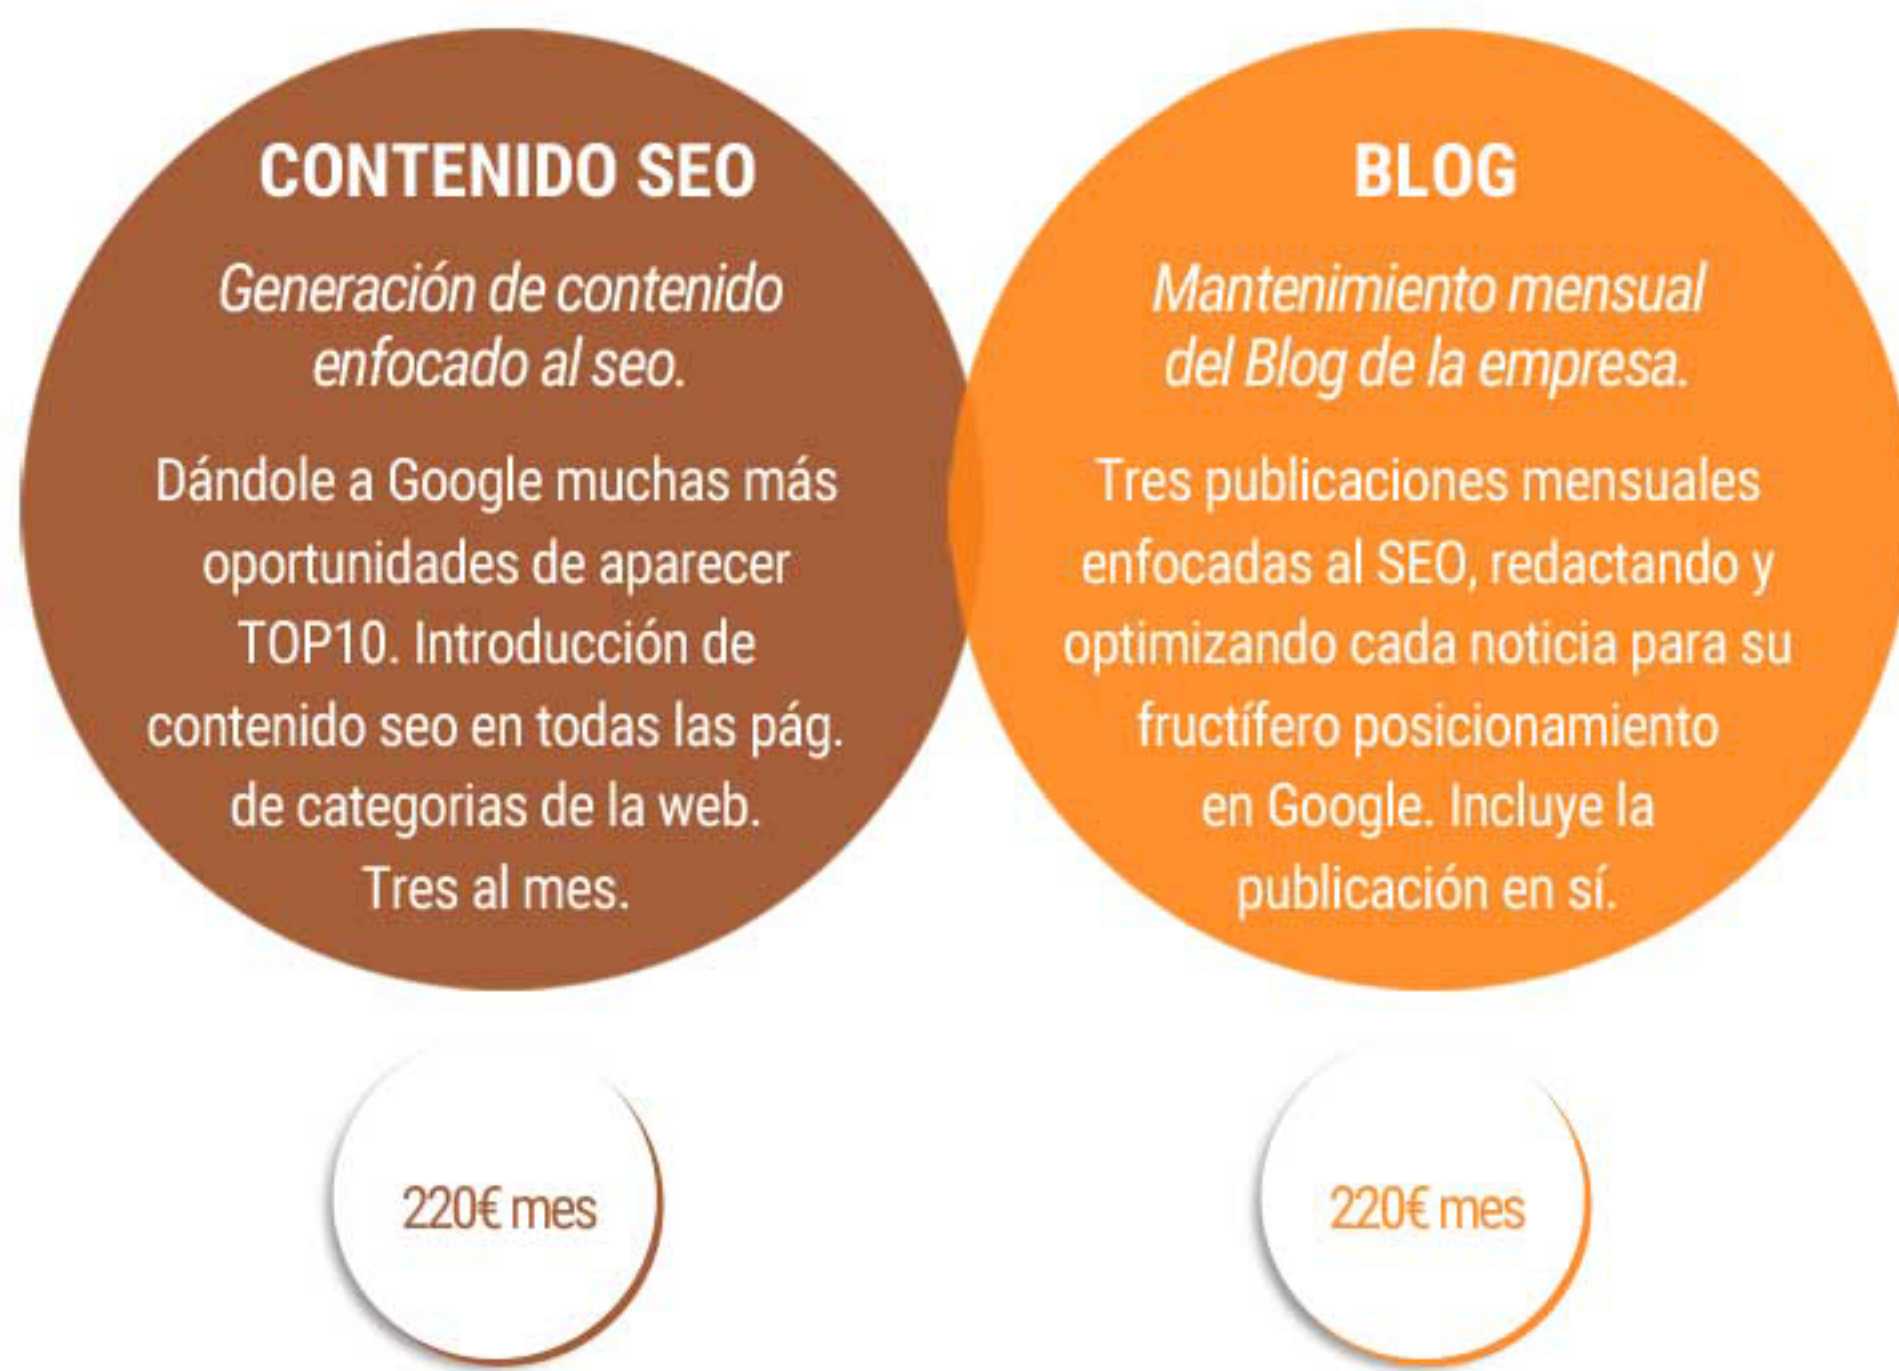 CONTENIDO SEO
Generación de contenido
enfocado al seo.
Dándole a Google muchas más
oportunidades de aparecer
TOP10. Introducción de
contenido seo en todas las pág.
de categorias de la web.
Tres al mes.
220€ mes
BLOG
Mantenimiento mensual
del Blog de la empresa.
Tres publicaciones mensuales
enfocadas al SEO, redactando y
optimizando cada noticia para su
fructífero posicionamiento
en Google. Incluye la
publicación en sí.
220€ mes